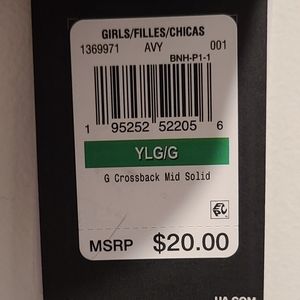 GIRLS/FILLES/CHICAS
1369971 AVY 001
BNH-P1-1
1 95252 52205 6
YLG/G
G Crossback Mid Solid
MSRP $20.00
UA.COM